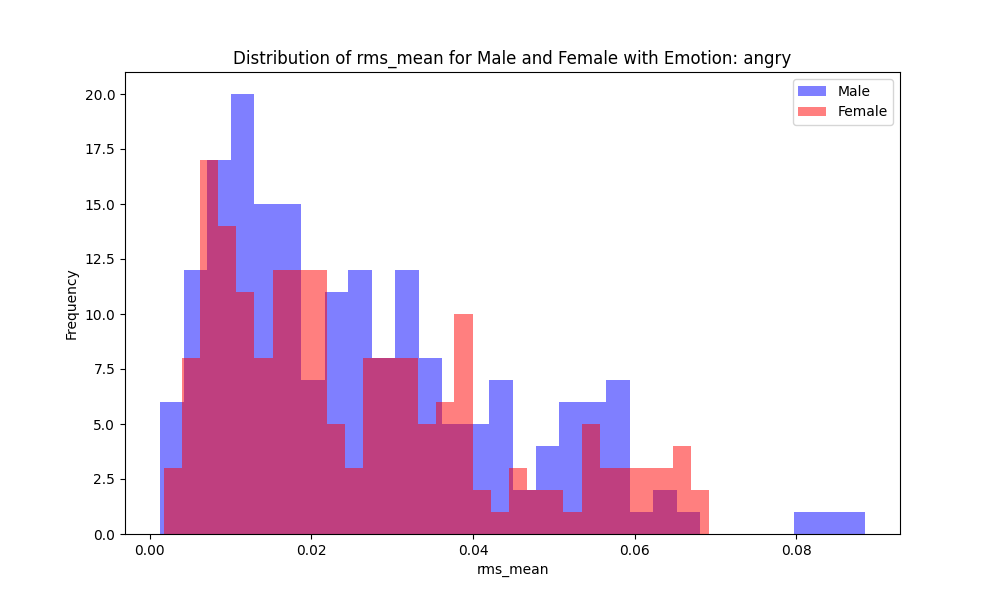 Distribution of rms_mean for Male and Female with Emotion: angry
Male
Female
20.0
17.5
15.0
12.5
10.0
7.5
5.0
2.5
0.0
Frequency
0.00 0.02 0.04 0.06 0.08
rms_mean